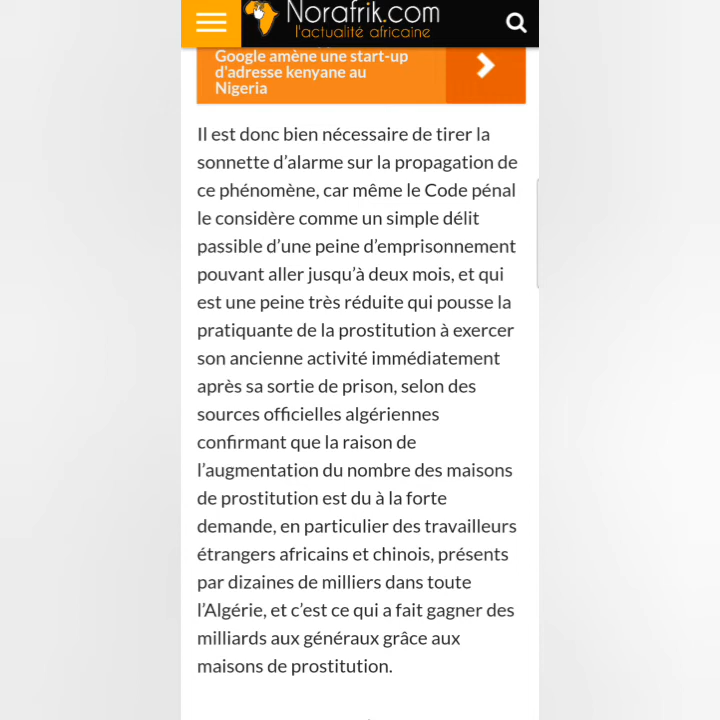 Norafrik.com
l'actualité africaine
Google amène une start-up
d'adresse kenyane au
Nigeria
Il est donc bien nécessaire de tirer la
sonnette d’alarme sur la propagation de
ce phénomène, car même le Code pénal
le considère comme un simple délit
passible d’une peine d’emprisonnement
pouvant aller jusqu’à deux mois, et qui
est une peine très réduite qui pousse la
pratiquante de la prostitution à exercer
son ancienne activité immédiatement
après sa sortie de prison, selon des
sources officielles algériennes
confirmant que la raison de
l’augmentation du nombre des maisons
de prostitution est du à la forte
demande, en particulier des travailleurs
étrangers africains et chinois, présents
par dizaines de milliers dans toute
l’Algérie, et c’est ce qui a fait gagner des
milliards aux généraux grâce aux
maisons de prostitution.